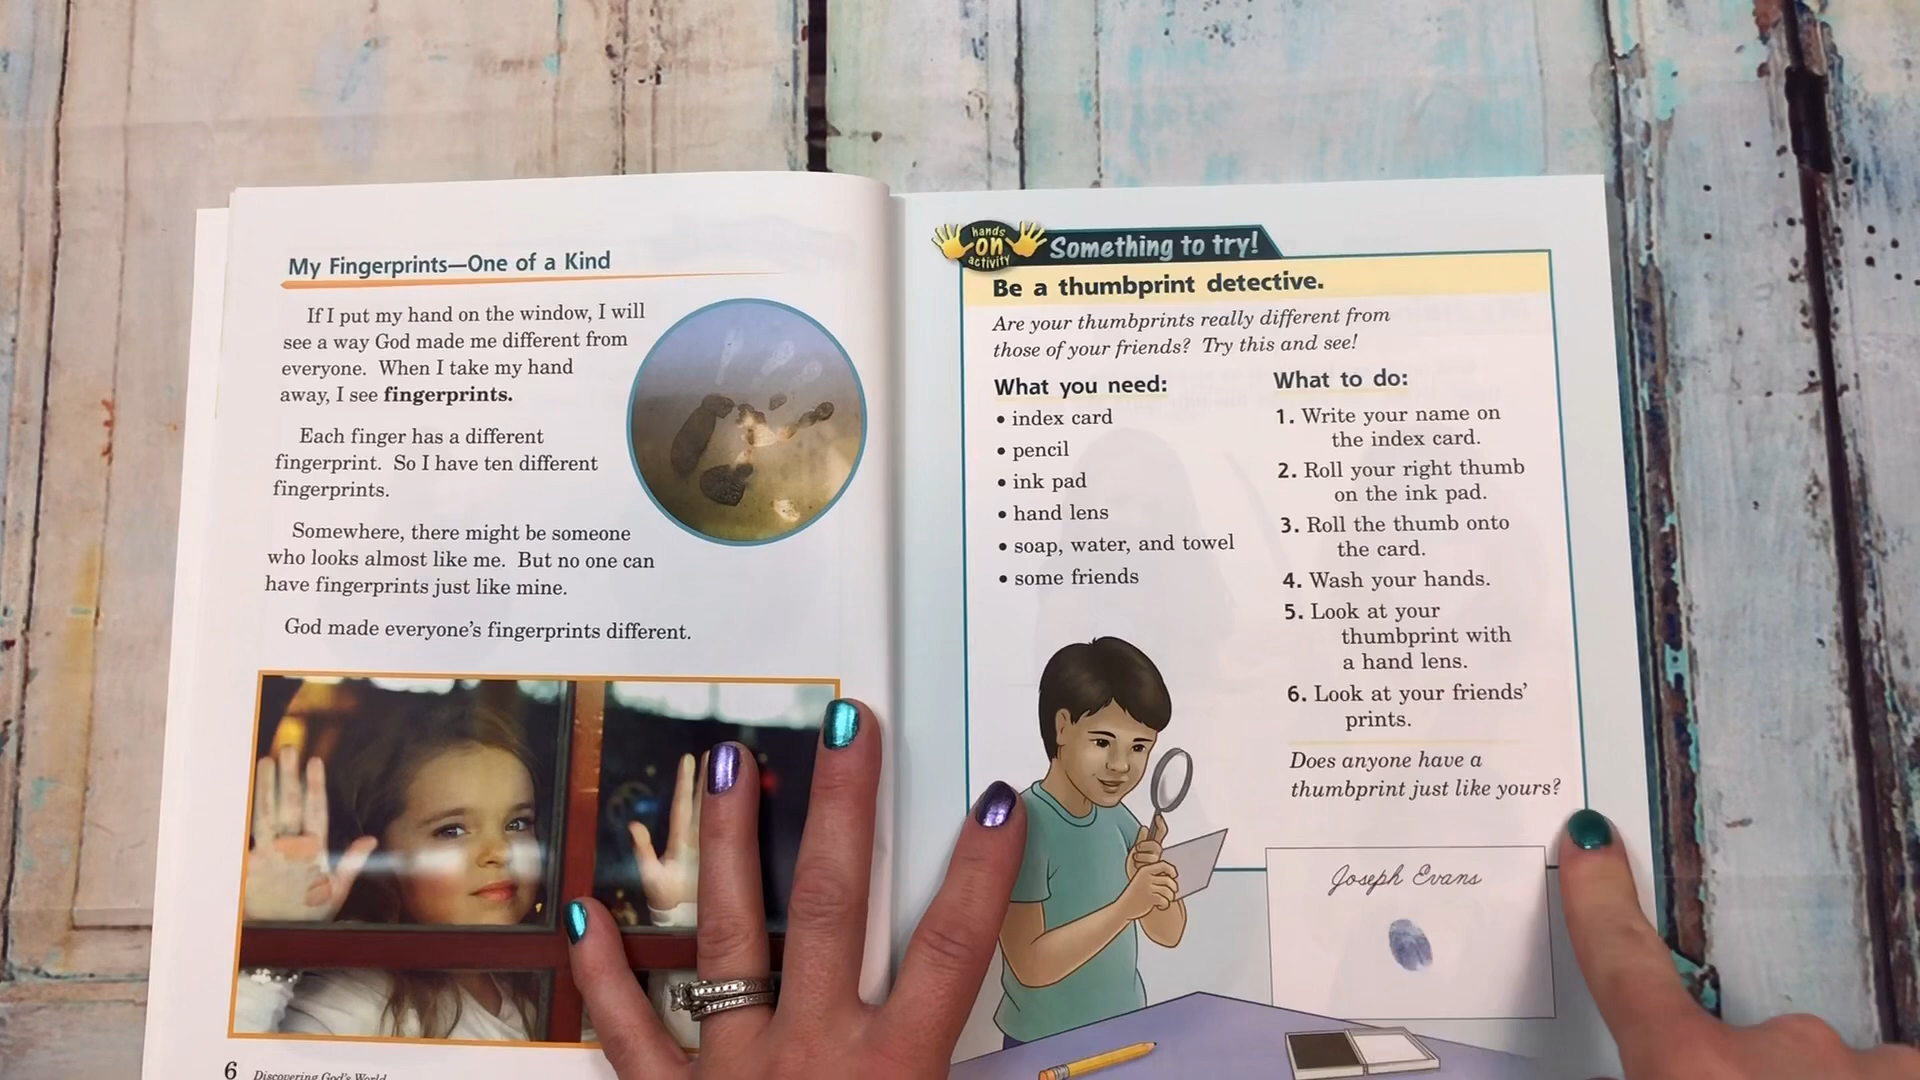 My Fingerprints—One of a Kind
If I put my hand on the window, I will
see a way God made me different from
everyone. When I take my hand
away, I see fingerprints.
Each finger has a different
fingerprint. So I have ten different
fingerprints.
Somewhere, there might be someone
who looks almost like me. But no one can
have fingerprints just like mine.
God made everyone's fingerprints different.
6 Discovering God's World
hands
on
activity
Something to try!
Be a thumbprint detective.
Are your thumbprints really different from
those of your friends? Try this and see!
What you need:
• index card
• pencil
• ink pad
• hand lens
• soap, water, and towel
• some friends
What to do:
1. Write your name on
the index card.
2. Roll your right thumb
on the ink pad.
3. Roll the thumb onto
the card.
4. Wash your hands.
5. Look at your
thumbprint with
a hand lens.
6. Look at your friends'
prints.
Does anyone have a
thumbprint just like yours?
Joseph Evans